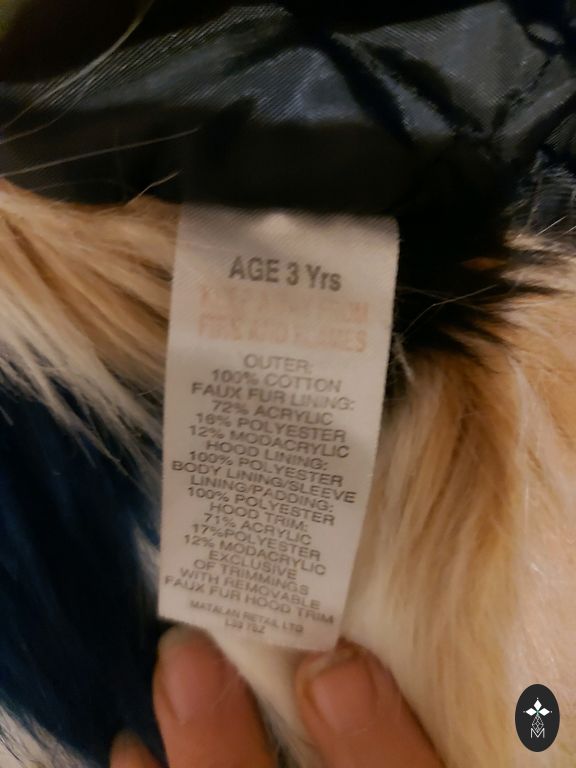 AGE 3 Yrs
KEEP AWAY FROM
FIRE AND FLAMES
OUTER:
100% COTTON
FAUX FUR LINING:
72% ACRYLIC
16% POLYESTER
12% MODACRYLIC
HOOD LINING:
100% POLYESTER
BODY LINING/SLEEVE
LINING/PADDING:
100% POLYESTER
HOOD TRIM:
71% ACRYLIC
17%POLYESTER
12% MODACRYLIC
EXCLUSIVE
OF TRIMMINGS
WITH REMOVABLE
FAUX FUR HOOD TRIM
MATALAN RETAIL LTD